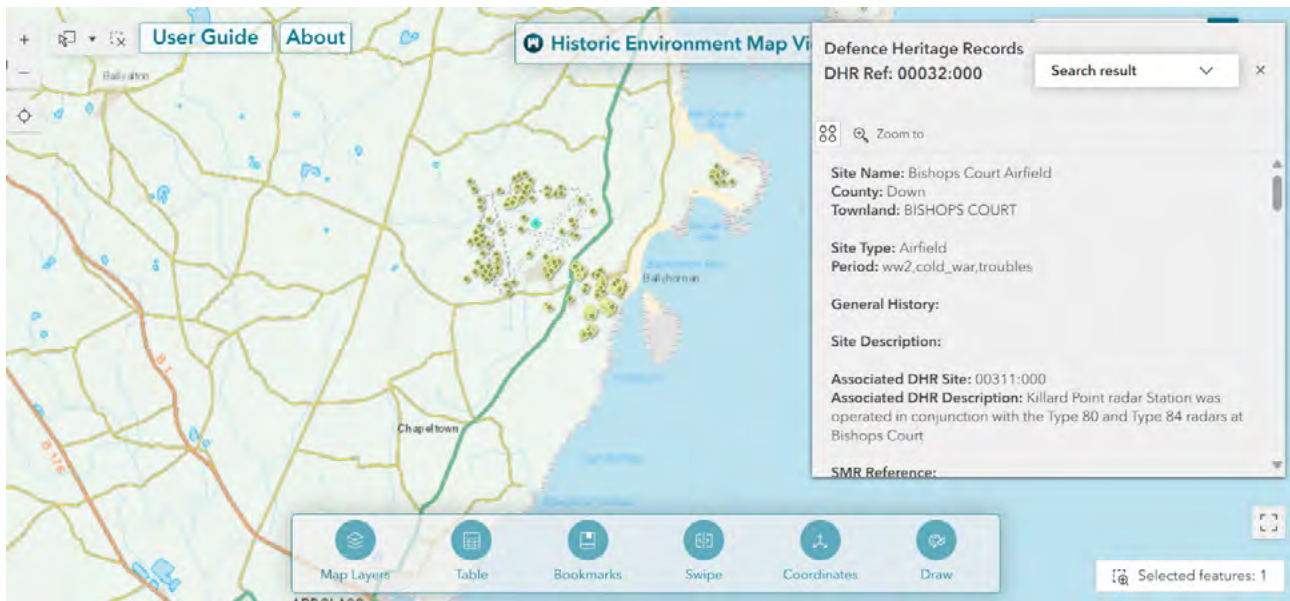 User Guide
About
Historic Environment Map Vi
Defence Heritage Records
DHR Ref: 00032:000
Search result
Zoom to
Site Name: Bishops Court Airfield
County: Down
Townland: BISHOPS COURT
Site Type: Airfield
Period: ww2,cold_war,troubles
General History:
Site Description:
Associated DHR Site: 00311:000
Associated DHR Description: Killard Point radar Station was
operated in conjunction with the Type 80 and Type 84 radars at
Bishops Court
SMR Reference:
Ballyalton
Ballyhornan
B 1
B 176
Chapeltown
Map Layers
Table
Bookmarks
Swipe
Coordinates
Draw
Selected features: 1